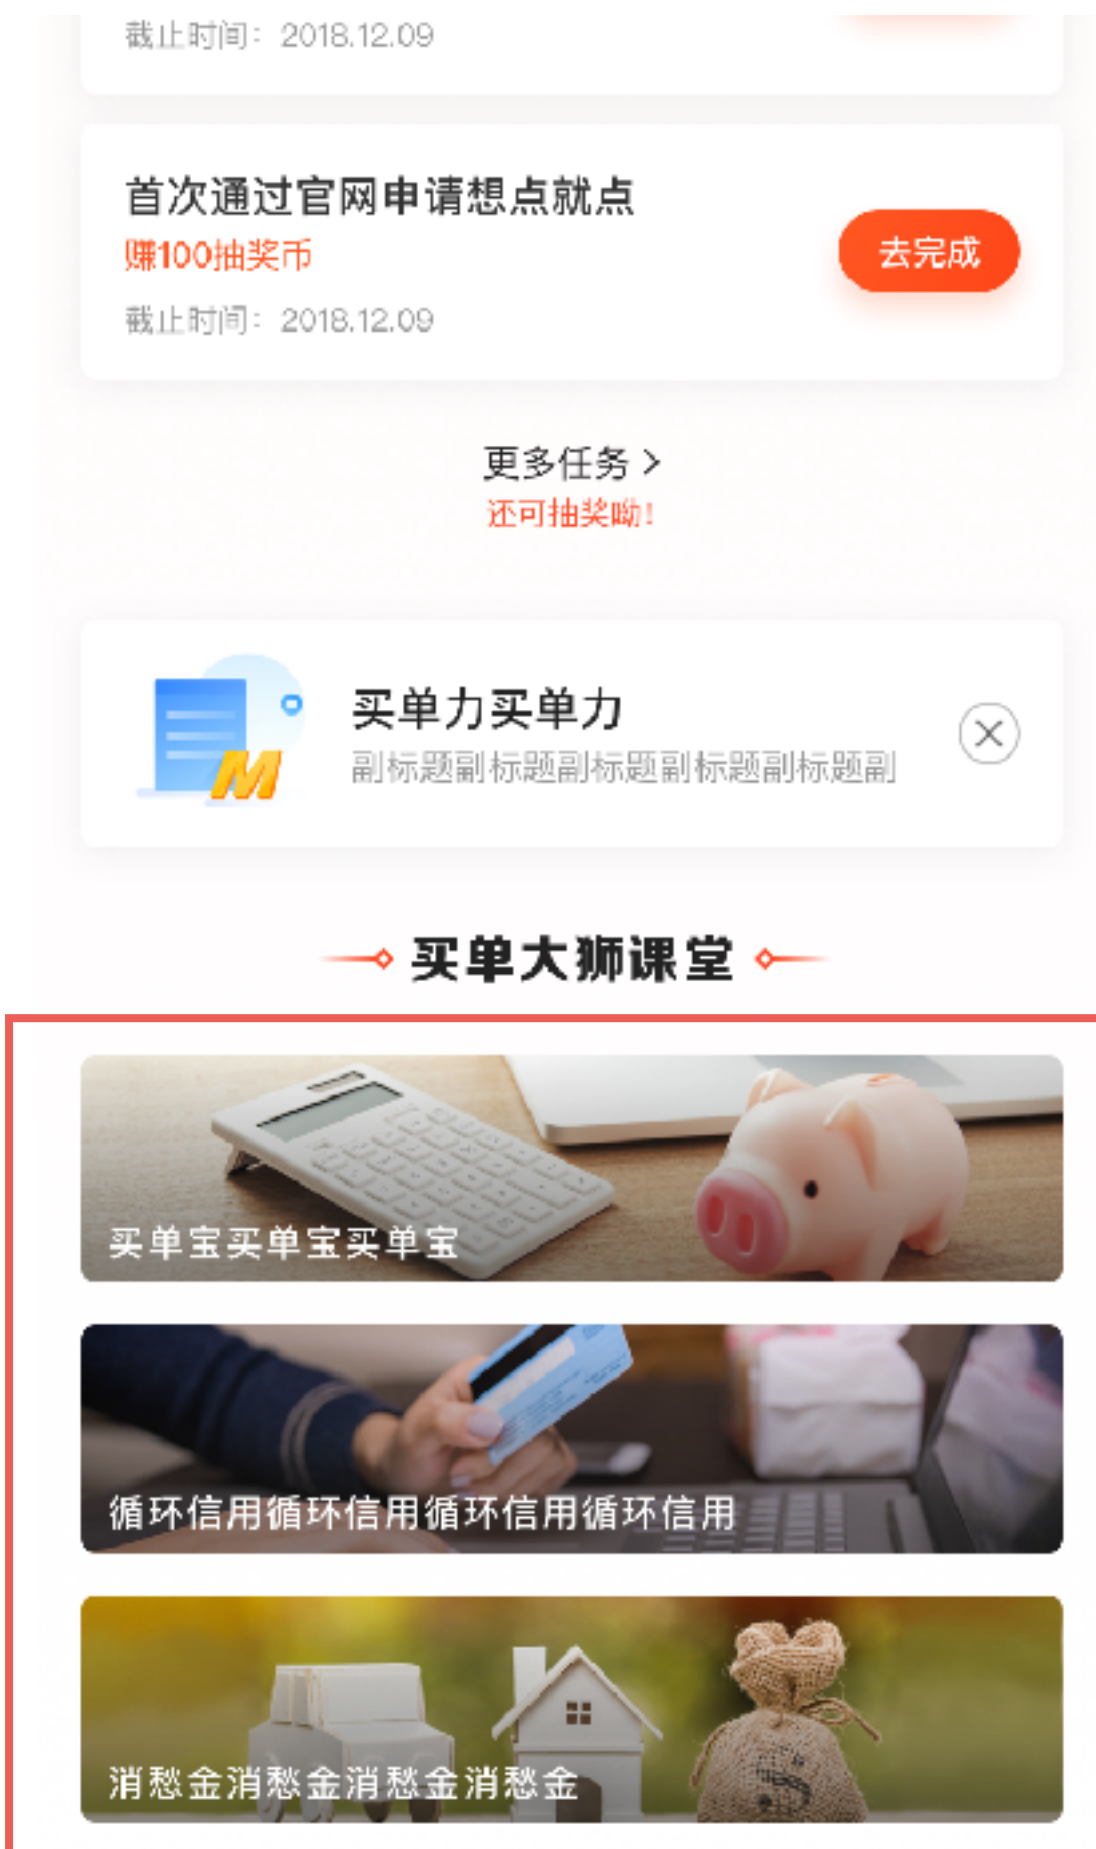 截止时间：2018.12.09
首次通过官网申请想点就点
赚100抽奖币
去完成
截止时间：2018.12.09
更多任务 >
还可抽奖呦！
M
买单力买单力
副标题副标题副标题副标题副标题副
买单大狮课堂
买单宝买单宝买单宝
循环信用循环信用循环信用循环信用
消愁金消愁金消愁金消愁金